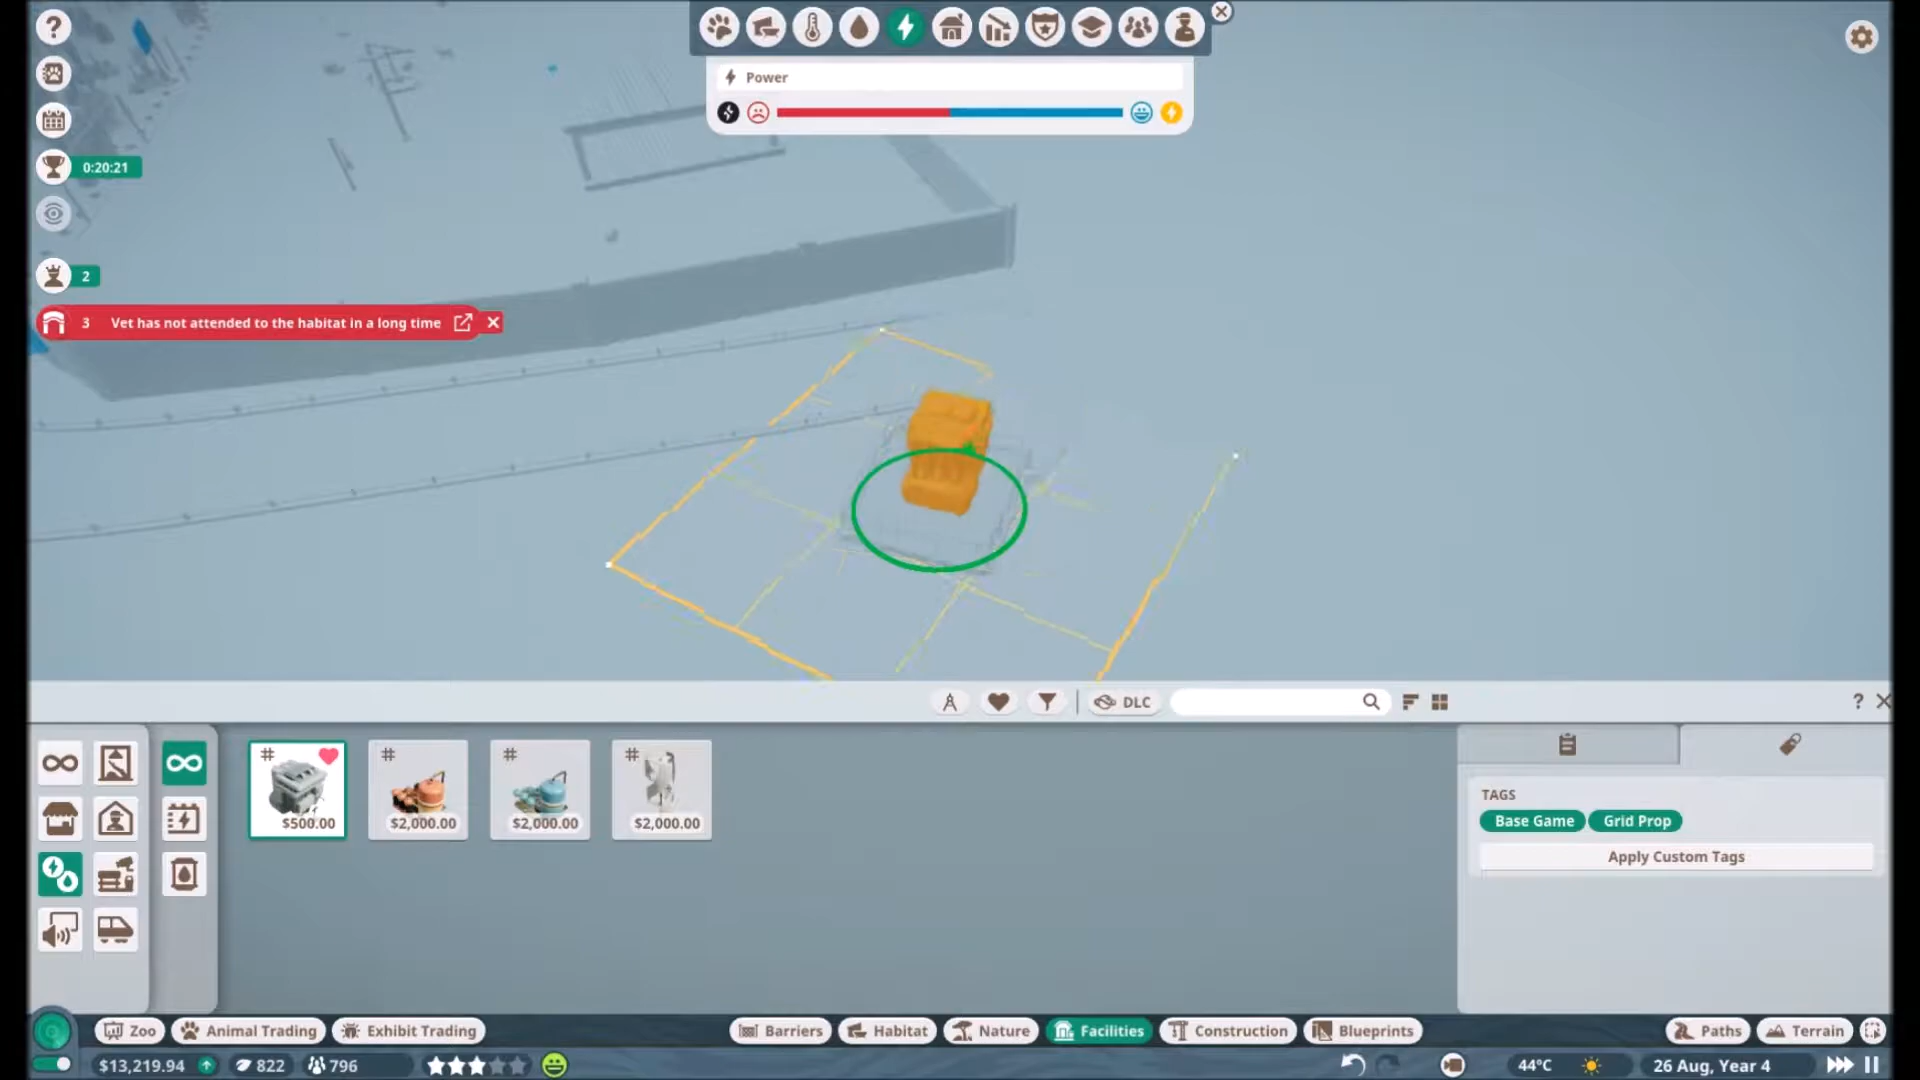 Power
0:20:21
2
3 Vet has not attended to the habitat in a long time
DLC
# $500.00
# $2,000.00
# $2,000.00
# $2,000.00
TAGS
Base Game Grid Prop
Apply Custom Tags
Zoo Animal Trading Exhibit Trading Barriers Habitat Nature Facilities Construction Blueprints Paths Terrain
$13,219.94 822 796 44°C 26 Aug, Year 4